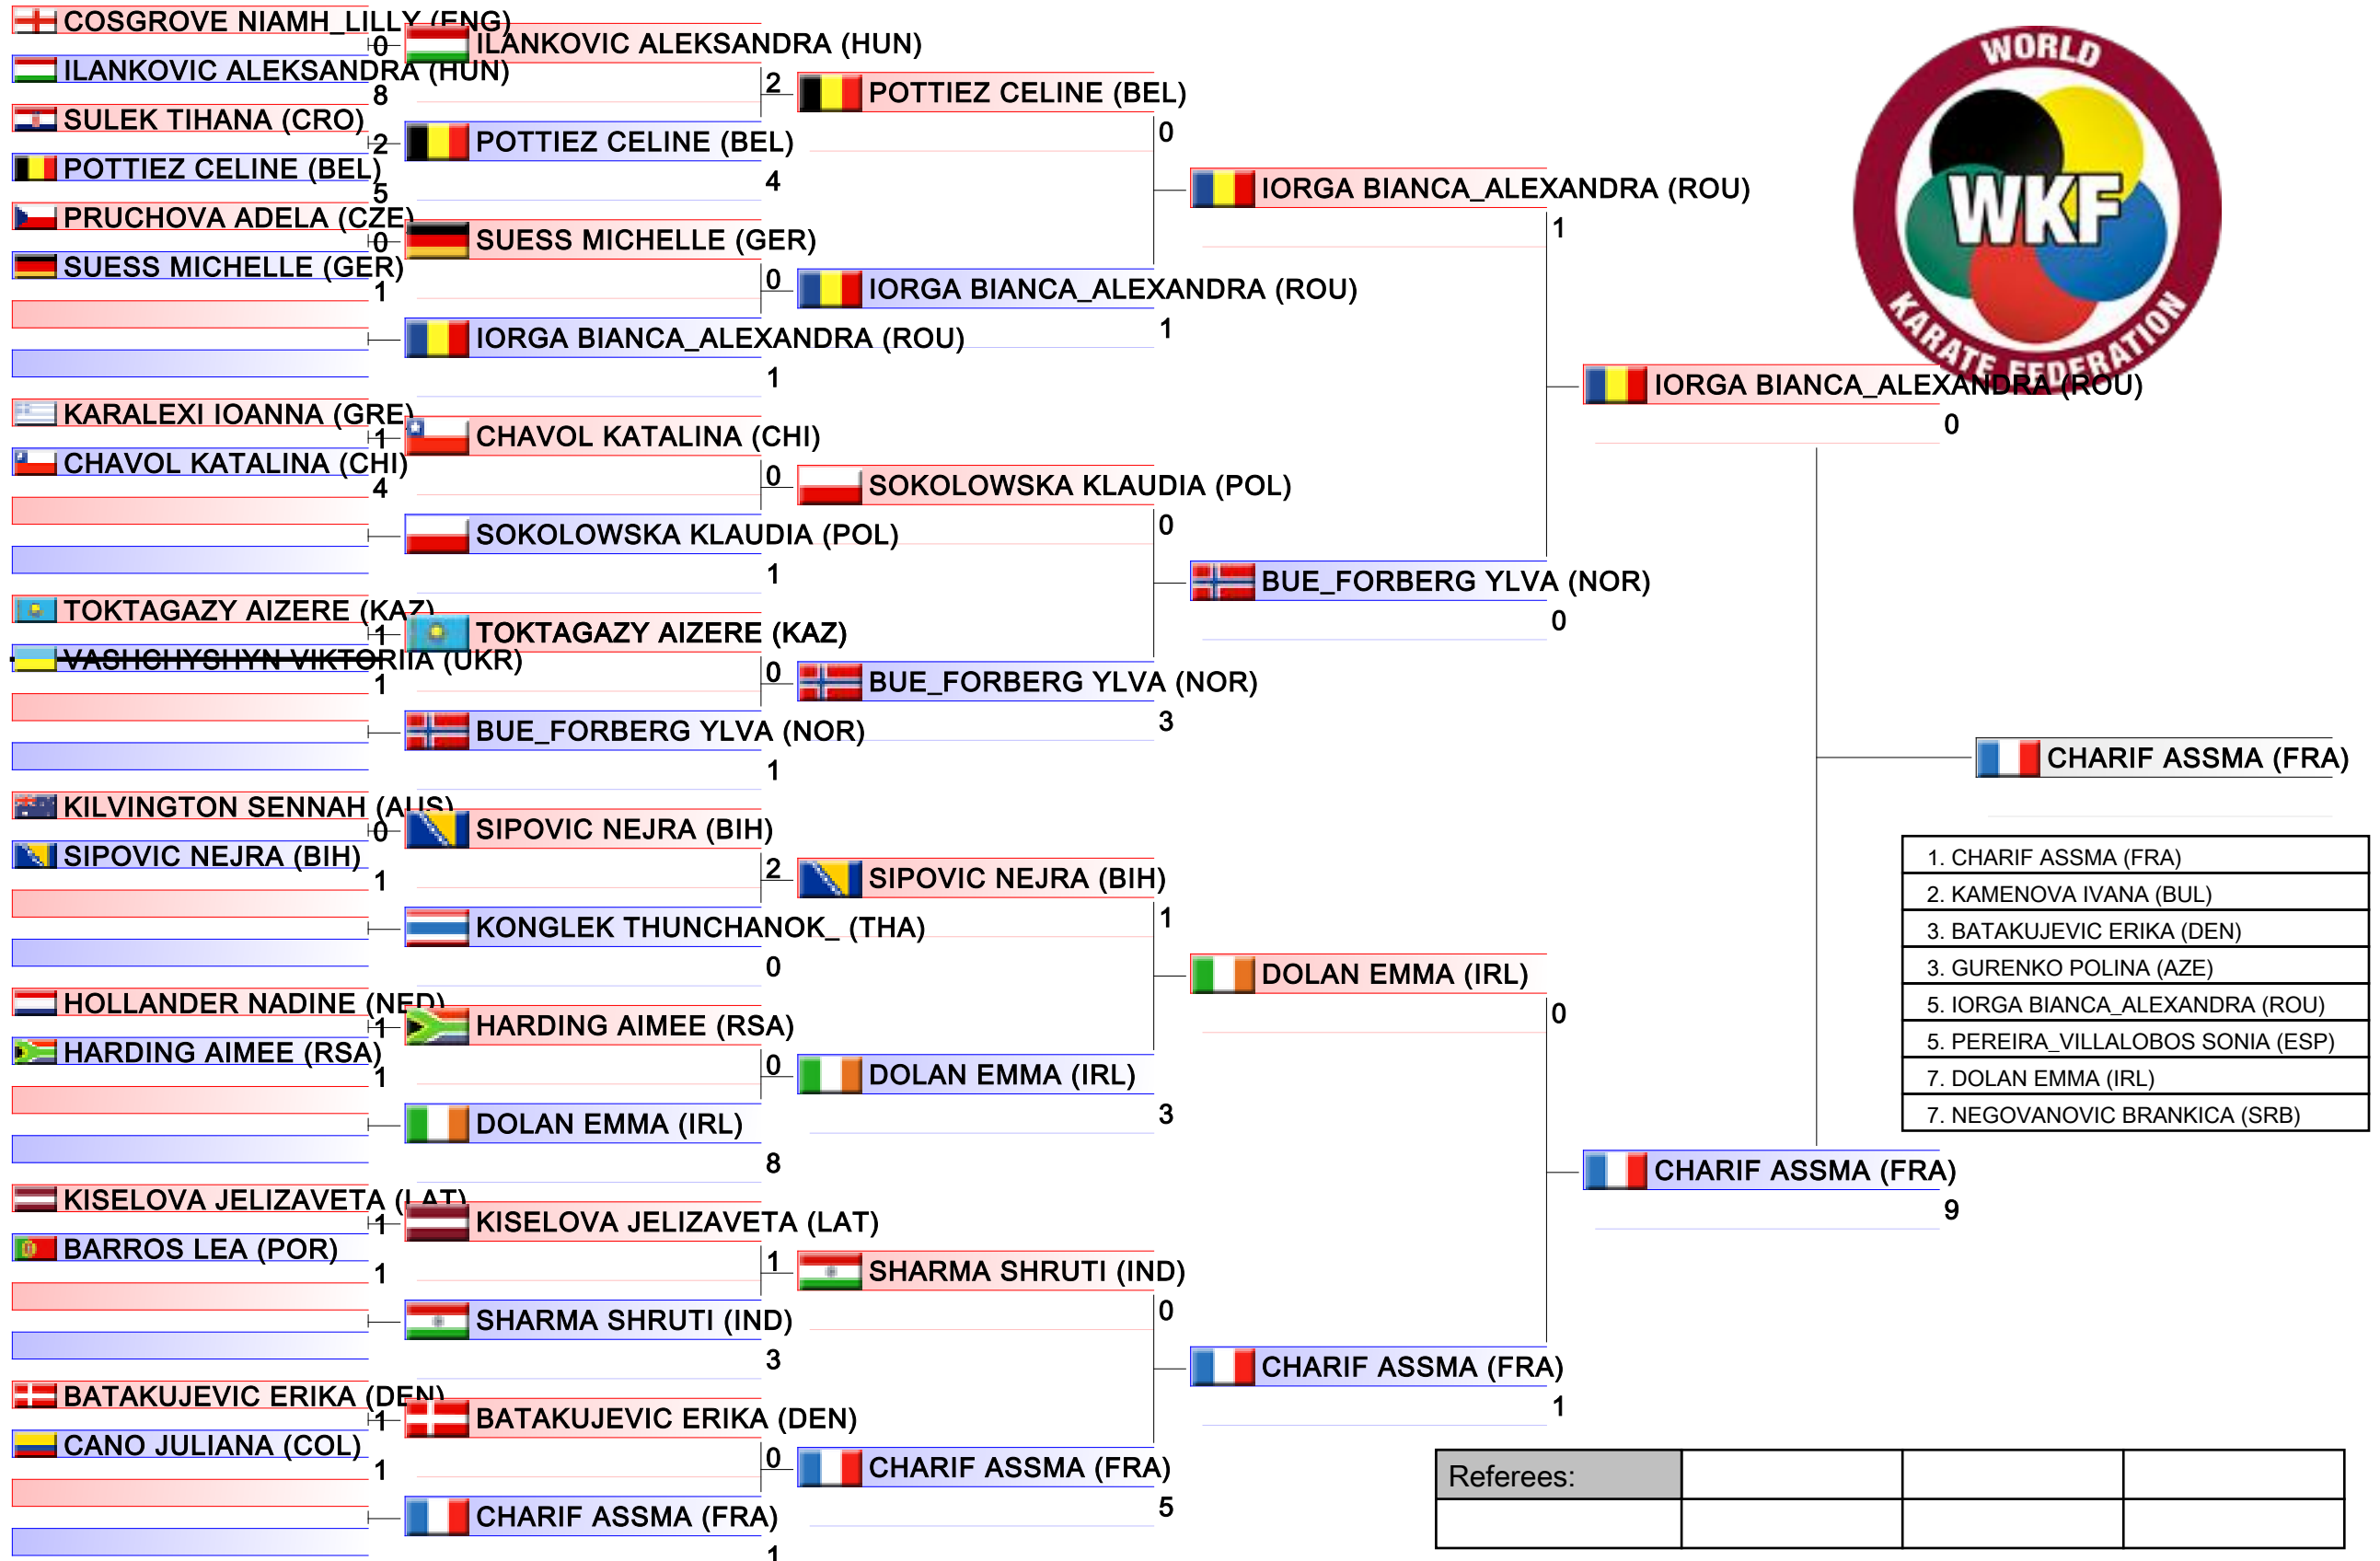 COSGROVE NIAMH_LILLY (ENG)
0
ILANKOVIC ALEKSANDRA (HUN)
8
SULEK TIHANA (CRO)
2
POTTIEZ CELINE (BEL)
5
PRUCHOVA ADELA (CZE)
0
SUESS MICHELLE (GER)
1
KARALEXI IOANNA (GRE)
1
CHAVOL KATALINA (CHI)
4
TOKTAGAZY AIZERE (KAZ)
1
VASHCHYSHYN VIKTORIIA (UKR)
1
KILVINGTON SENNAH (AUS)
0
SIPOVIC NEJRA (BIH)
1
HOLLANDER NADINE (NED)
1
HARDING AIMEE (RSA)
1
KISELOVA JELIZAVETA (LAT)
1
BARROS LEA (POR)
1
BATAKUJEVIC ERIKA (DEN)
1
CANO JULIANA (COL)
1
ILANKOVIC ALEKSANDRA (HUN)
2
POTTIEZ CELINE (BEL)
4
SUESS MICHELLE (GER)
0
IORGA BIANCA_ALEXANDRA (ROU)
1
CHAVOL KATALINA (CHI)
0
SOKOLOWSKA KLAUDIA (POL)
1
TOKTAGAZY AIZERE (KAZ)
0
BUE_FORBERG YLVA (NOR)
1
SIPOVIC NEJRA (BIH)
2
KONGLEK THUNCHANOK_ (THA)
0
HARDING AIMEE (RSA)
0
DOLAN EMMA (IRL)
8
KISELOVA JELIZAVETA (LAT)
1
SHARMA SHRUTI (IND)
3
BATAKUJEVIC ERIKA (DEN)
0
CHARIF ASSMA (FRA)
1
POTTIEZ CELINE (BEL)
0
IORGA BIANCA_ALEXANDRA (ROU)
1
SOKOLOWSKA KLAUDIA (POL)
0
BUE_FORBERG YLVA (NOR)
3
SIPOVIC NEJRA (BIH)
1
DOLAN EMMA (IRL)
3
SHARMA SHRUTI (IND)
0
CHARIF ASSMA (FRA)
5
IORGA BIANCA_ALEXANDRA (ROU)
1
BUE_FORBERG YLVA (NOR)
0
DOLAN EMMA (IRL)
0
CHARIF ASSMA (FRA)
1
WORLD
WKF
KARATE FEDERATION
IORGA BIANCA_ALEXANDRA (ROU)
0
CHARIF ASSMA (FRA)
9
CHARIF ASSMA (FRA)
1. CHARIF ASSMA (FRA)
2. KAMENOVA IVANA (BUL)
3. BATAKUJEVIC ERIKA (DEN)
3. GURENKO POLINA (AZE)
5. IORGA BIANCA_ALEXANDRA (ROU)
5. PEREIRA_VILLALOBOS SONIA (ESP)
7. DOLAN EMMA (IRL)
7. NEGOVANOVIC BRANKICA (SRB)
Referees: